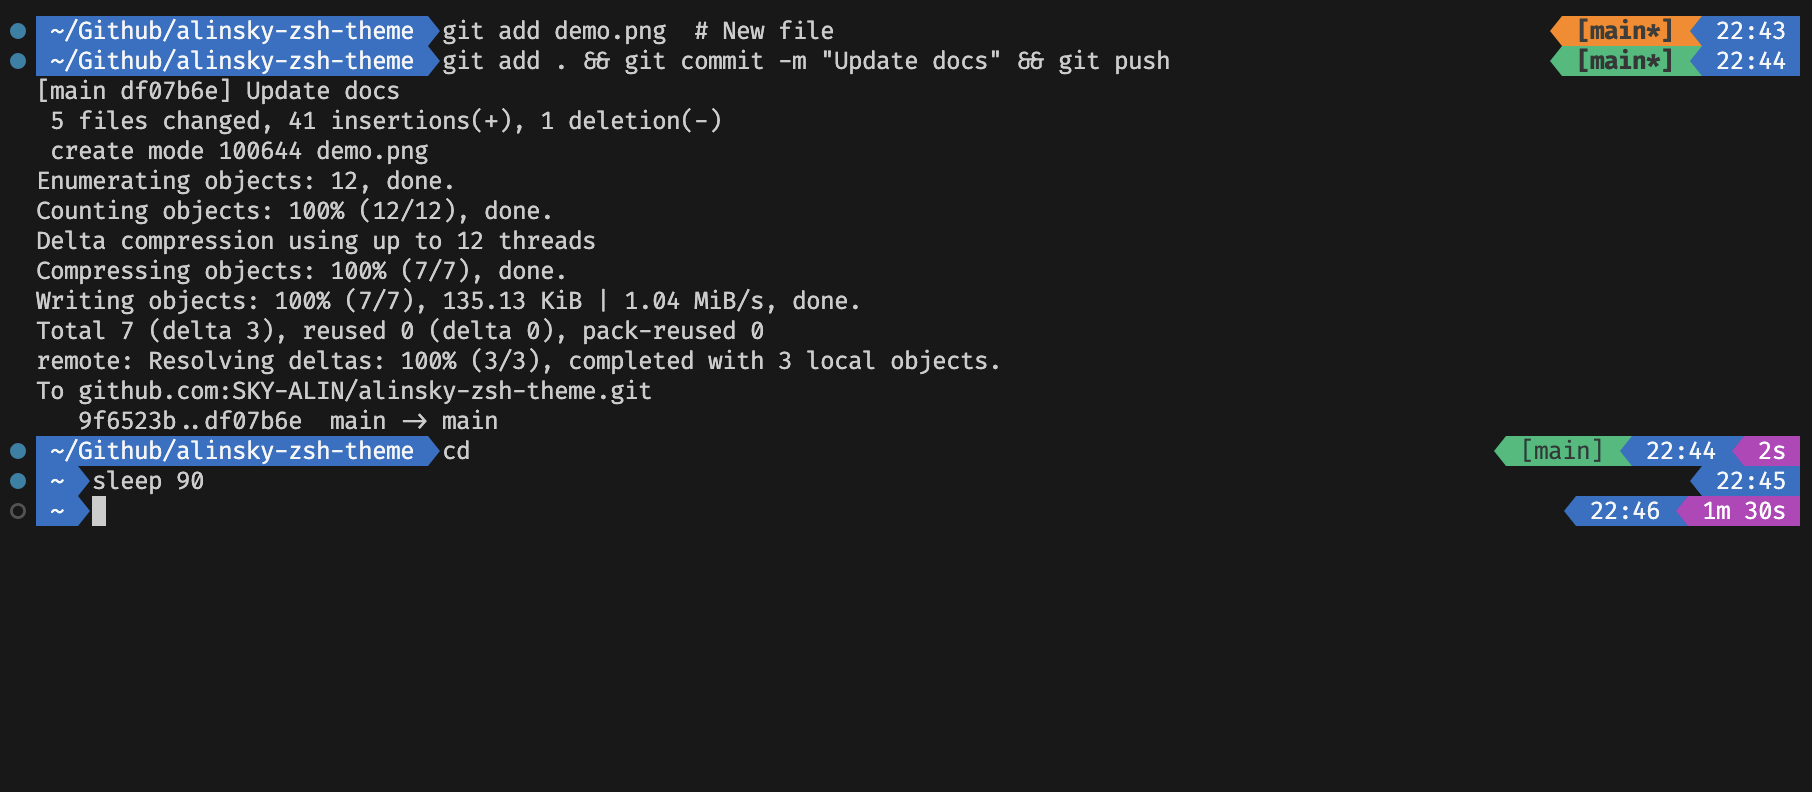 ~/Github/alinsky-zsh-theme git add demo.png  # New file [main*] 22:43
~/Github/alinsky-zsh-theme git add . && git commit -m "Update docs" && git push [main*] 22:44
[main df07b6e] Update docs
 5 files changed, 41 insertions(+), 1 deletion(-)
 create mode 100644 demo.png
Enumerating objects: 12, done.
Counting objects: 100% (12/12), done.
Delta compression using up to 12 threads
Compressing objects: 100% (7/7), done.
Writing objects: 100% (7/7), 135.13 KiB | 1.04 MiB/s, done.
Total 7 (delta 3), reused 0 (delta 0), pack-reused 0
remote: Resolving deltas: 100% (3/3), completed with 3 local objects.
To github.com:SKY-ALIN/alinsky-zsh-theme.git
   9f6523b..df07b6e  main -> main
~/Github/alinsky-zsh-theme cd [main] 22:44 2s
~ sleep 90 22:45
~ 22:46 1m 30s